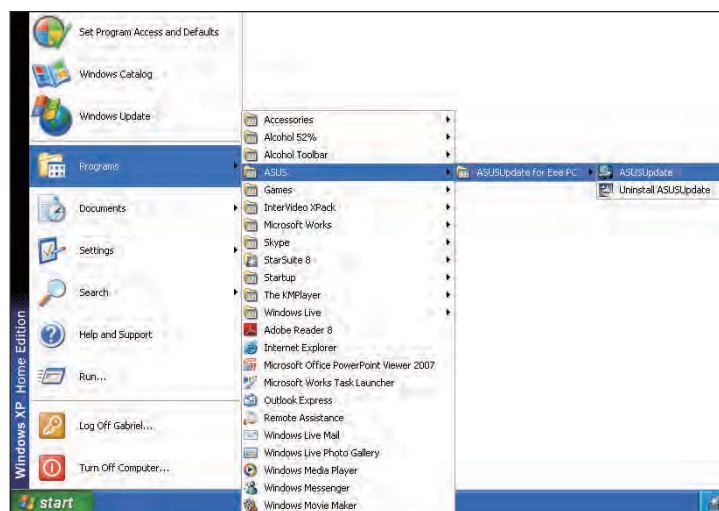 Set Program Access and Defaults
Windows Catalog
Windows Update
Programs
Documents
Settings
Search
Help and Support
Run...
Log Off Gabriel...
Turn Off Computer...
Windows XP Home Edition
start
Accessories
Alcohol 52%
Alcohol Toolbar
ASUS
Games
InterVideo XPack
Microsoft Works
Skype
StarSuite 8
Startup
The KMPlayer
Windows Live
Adobe Reader 8
Internet Explorer
Microsoft Office PowerPoint Viewer 2007
Microsoft Works Task Launcher
Outlook Express
Remote Assistance
Windows Live Mail
Windows Live Photo Gallery
Windows Media Player
Windows Messenger
Windows Movie Maker
ASUSUpdate for Eee PC
ASUSUpdate
Uninstall ASUSUpdate